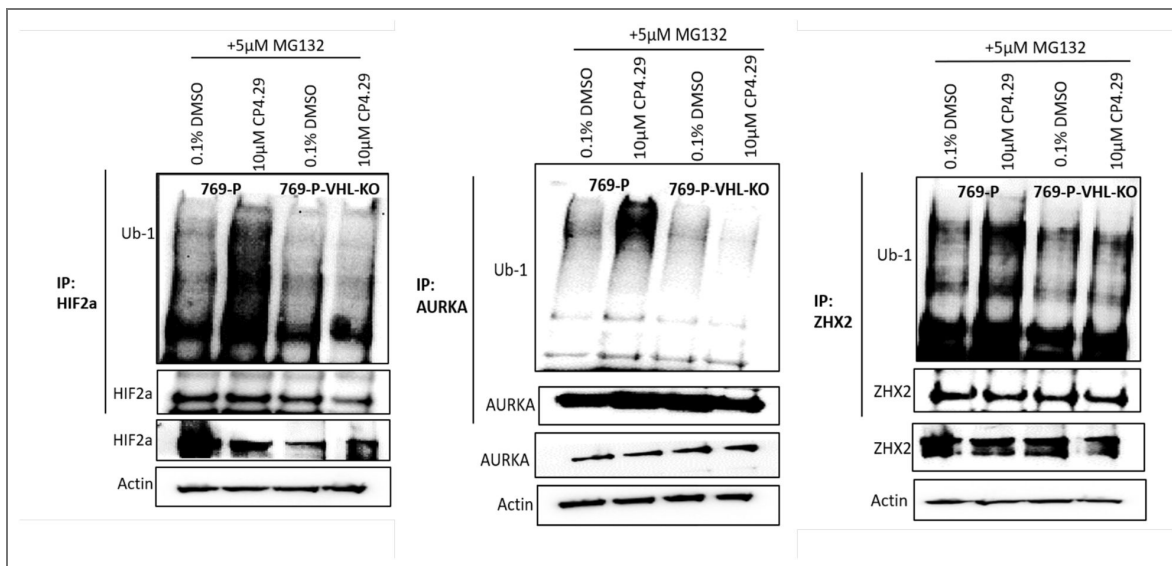 +5µM MG132
0.1% DMSO
10µM CP4.29
0.1% DMSO
10µM CP4.29
769-P 769-P-VHL-KO
Ub-1
IP:
HIF2a
HIF2a
HIF2a
Actin
+5µM MG132
0.1% DMSO
10µM CP4.29
0.1% DMSO
10µM CP4.29
769-P 769-P-VHL-KO
Ub-1
IP:
AURKA
AURKA
AURKA
Actin
+5µM MG132
0.1% DMSO
10µM CP4.29
0.1% DMSO
10µM CP4.29
769-P 769-P-VHL-KO
Ub-1
IP:
ZHX2
ZHX2
ZHX2
Actin